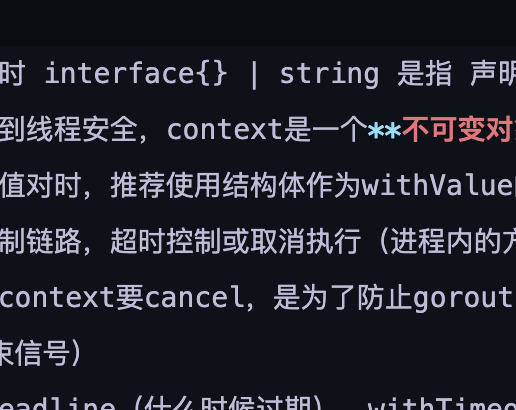 时 interface{} | string 是指 声明
到线程安全，context是一个**不可变对
值对时，推荐使用结构体作为withValue
制链路，超时控制或取消执行（进程内的方
context要cancel，是为了防止gorout
束信号）
eadline（什么时候过期）、withTimeo